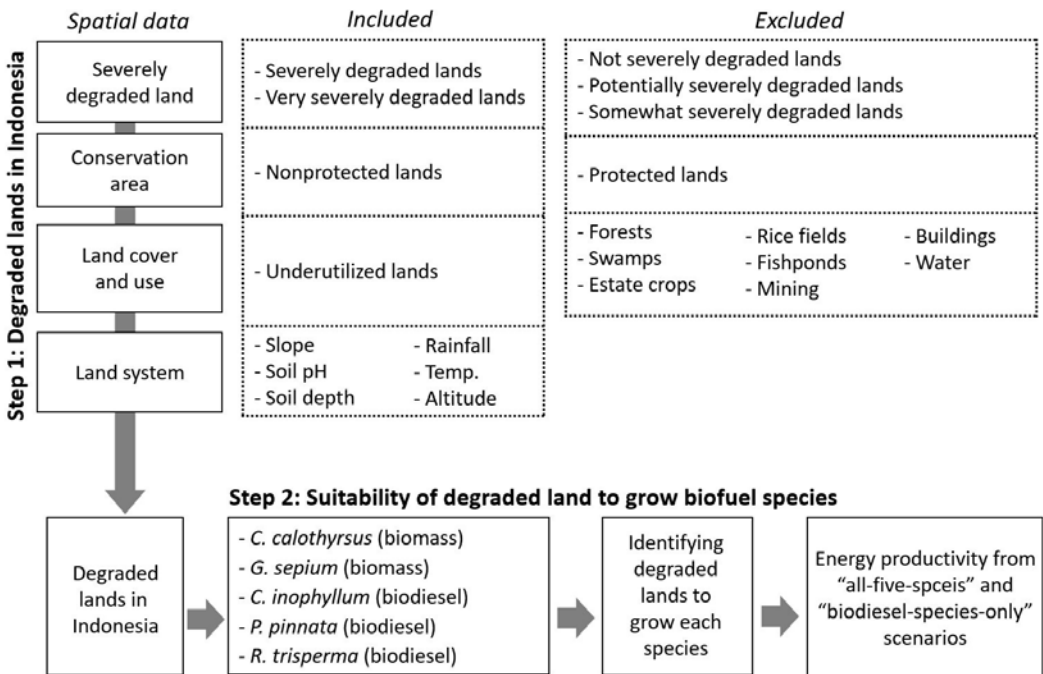 Spatial data
Included
Excluded
Step 1: Degraded lands in Indonesia
Severely
degraded land
- Severely degraded lands
- Very severely degraded lands
- Not severely degraded lands
- Potentially severely degraded lands
- Somewhat severely degraded lands
Conservation
area
- Nonprotected lands
- Protected lands
Land cover
and use
- Underutilized lands
- Forests
- Swamps
- Estate crops
- Rice fields
- Fishponds
- Mining
- Buildings
- Water
Land system
- Slope
- Soil pH
- Soil depth
- Rainfall
- Temp.
- Altitude
Step 2: Suitability of degraded land to grow biofuel species
Degraded
lands in
Indonesia
- C. calothyrsus (biomass)
- G. sepium (biomass)
- C. inophyllum (biodiesel)
- P. pinnata (biodiesel)
- R. trisperma (biodiesel)
Identifying
degraded
lands to
grow each
species
Energy productivity from
“all-five-spceis” and
“biodiesel-species-only”
scenarios